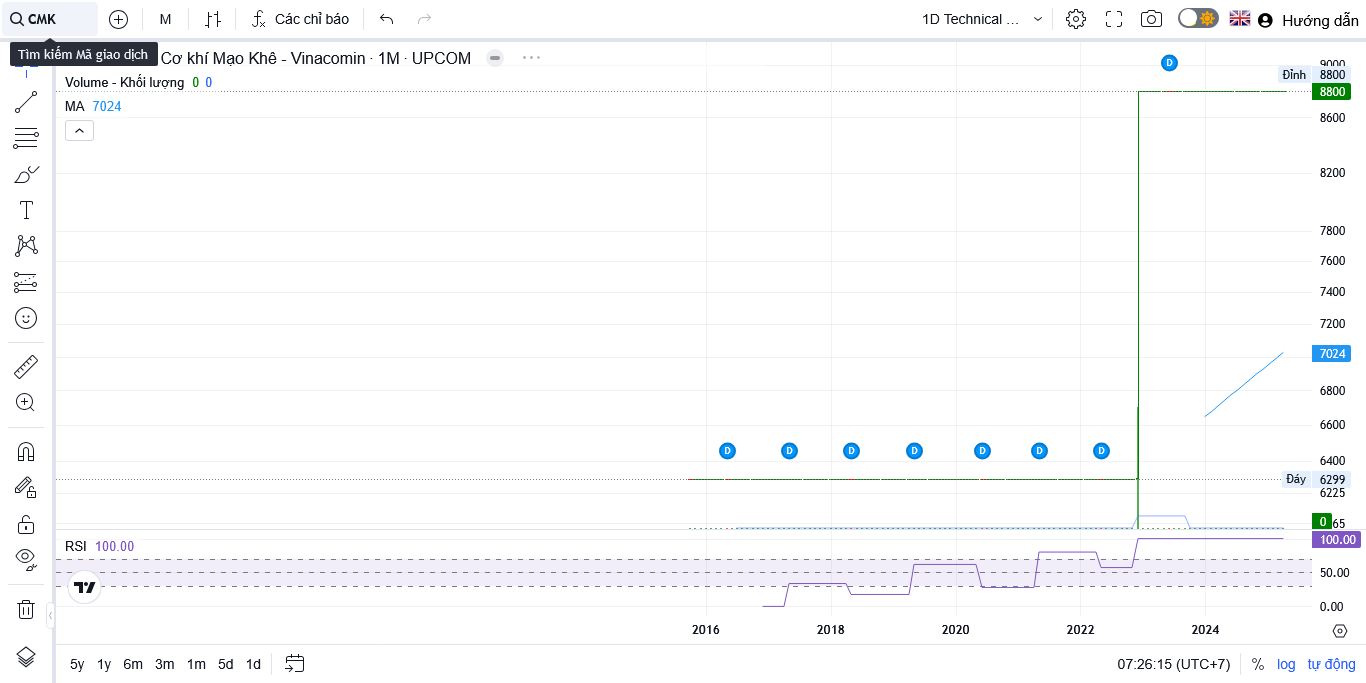 CMK
M
Các chỉ báo
1D Technical ...
Hướng dẫn
Tìm kiếm Mã giao dịch
Cơ khí Mạo Khê - Vinacomin · 1M · UPCOM
Volume - Khối lượng 0 0
MA 7024
D
9000
Đỉnh 8800
8800
8600
8200
7800
7600
7400
7200
7024
6800
6600
6400
D D D D D D D
Đáy 6299
6225
0
65
RSI 100.00
100.00
50.00
0.00
2016 2018 2020 2022 2024
5y 1y 6m 3m 1m 5d 1d
07:26:15 (UTC+7) % log tự động